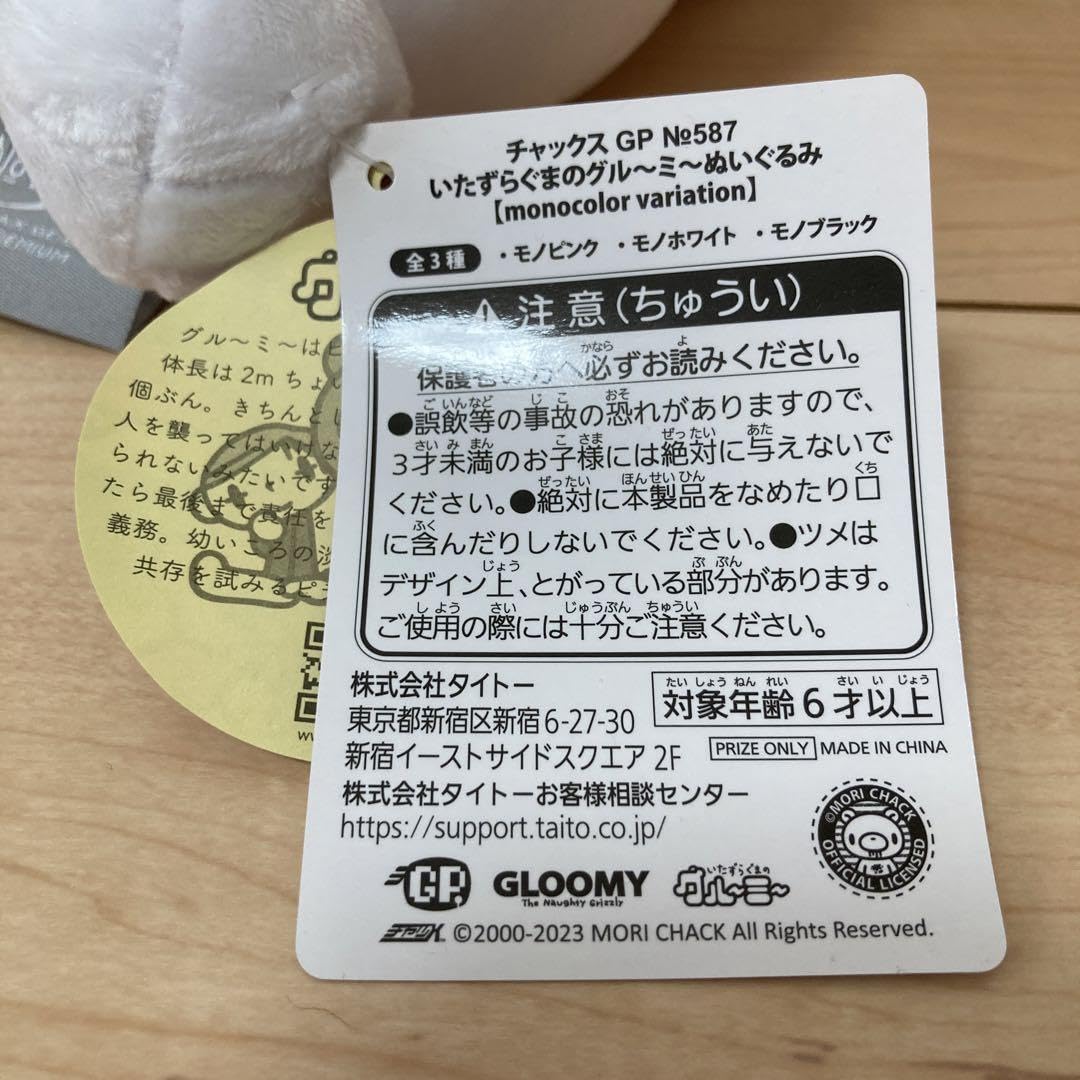 チャックス GP №587
いたずらぐまのグル〜ミ〜ぬいぐるみ
【monocolor variation】
全3種 ・モノピンク ・モノホワイト ・モノブラック
注意(ちゅうい)
保護者の方へ必ずお読みください。
●誤飲等の事故の恐れがありますので、
3才未満のお子様には絶対に与えないで
ください。●絶対に本製品をなめたり口
に含んだりしないでください。●ツメは
デザイン上、とがっている部分があります。
ご使用の際には十分ご注意ください。
株式会社タイトー
東京都新宿区新宿6-27-30
新宿イーストサイドスクエア 2F
対象年齢6才以上
PRIZE ONLY MADE IN CHINA
株式会社タイトーお客様相談センター
https://support.taito.co.jp/
©MORI CHACK OFFICIAL LICENSED
GP GLOOMY The Naughty Grizzly いたずらぐまのグル〜ミ〜
チャックス ©2000-2023 MORI CHACK All Rights Reserved.
グル〜ミ〜はピ
体長は2mちょい
個ぶん。きちんとし
人を襲ってはいけな
られないみたいです
たら最後まで責任を
義務。幼いころの
共存を試みるピ